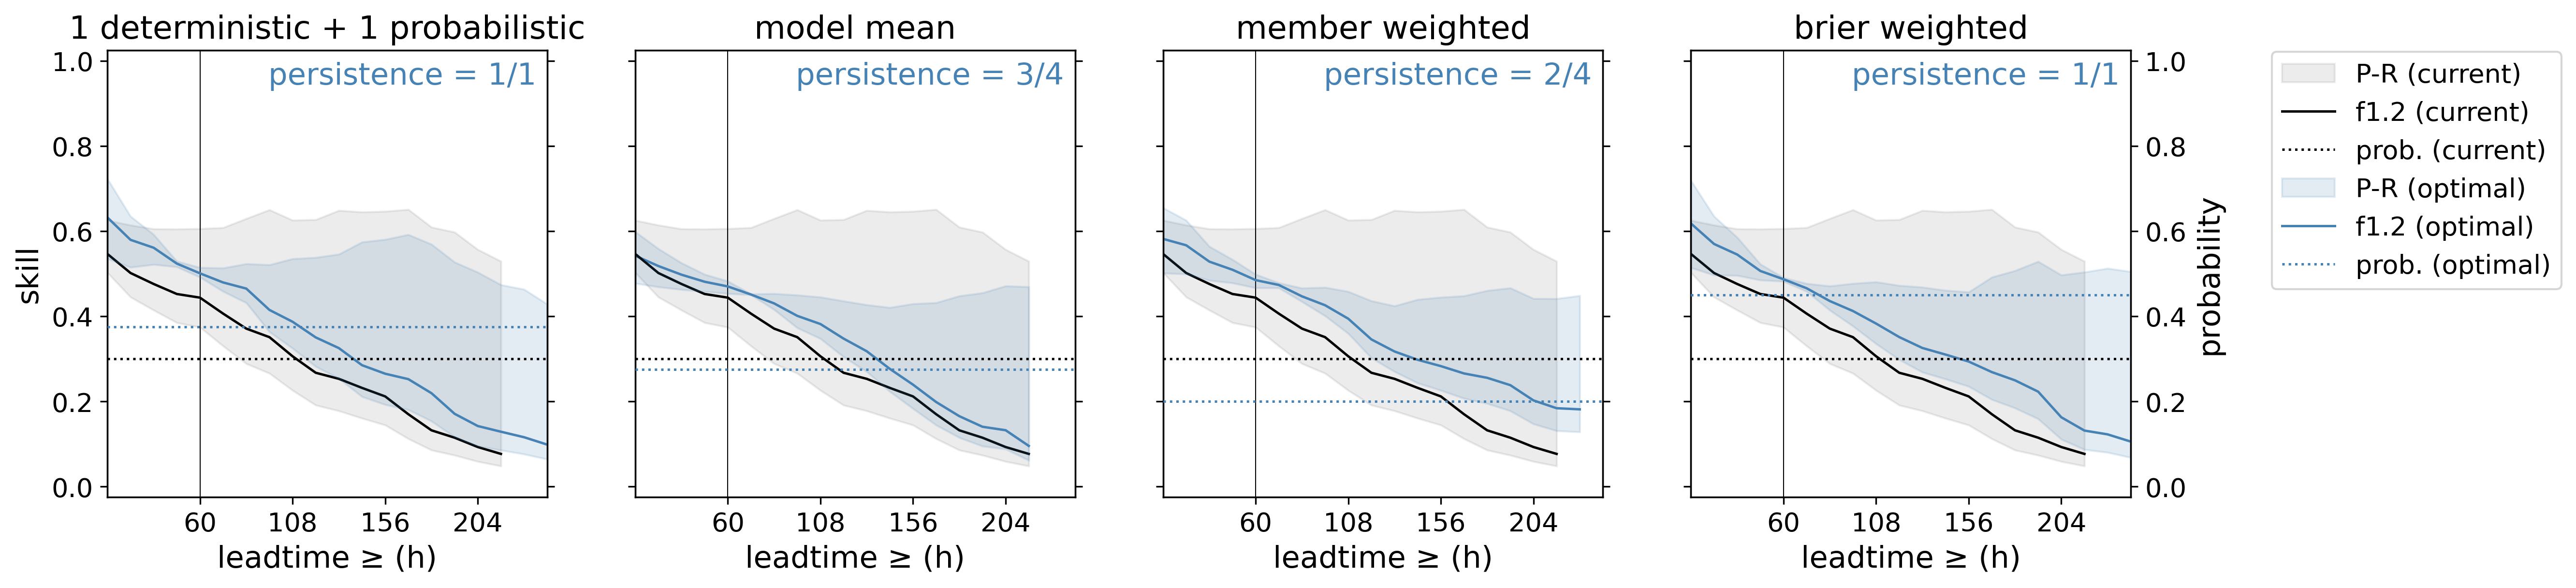 1 deterministic + 1 probabilistic
model mean
member weighted
brier weighted
persistence = 1/1
persistence = 3/4
persistence = 2/4
persistence = 1/1
1.0
0.8
0.6
0.4
0.2
0.0
skill
1.0
0.8
0.6
0.4
0.2
0.0
probability
60 108 156 204
60 108 156 204
60 108 156 204
60 108 156 204
leadtime ≥ (h)
leadtime ≥ (h)
leadtime ≥ (h)
leadtime ≥ (h)
P-R (current)
f1.2 (current)
prob. (current)
P-R (optimal)
f1.2 (optimal)
prob. (optimal)